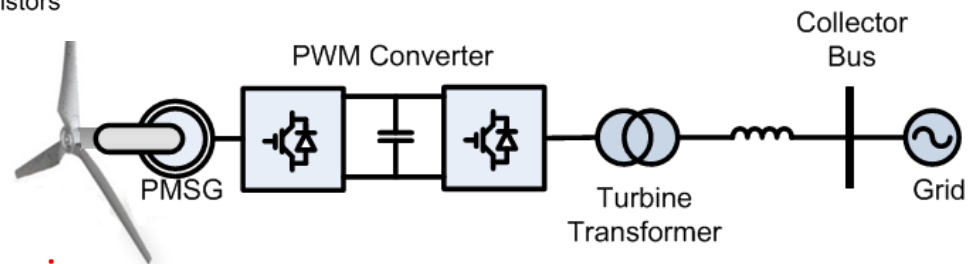 Collector
Bus
PWM Converter
PMSG
Turbine
Transformer
Grid